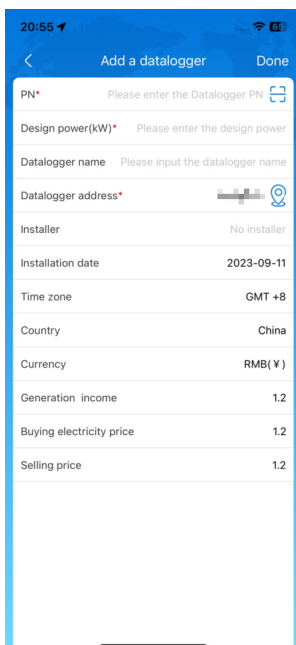 20:55
Add a datalogger Done
PN* Please enter the Datalogger PN
Design power(kW)* Please enter the design power
Datalogger name Please input the datalogger name
Datalogger address*
Installer No installer
Installation date 2023-09-11
Time zone GMT +8
Country China
Currency RMB(¥)
Generation income 1.2
Buying electricity price 1.2
Selling price 1.2